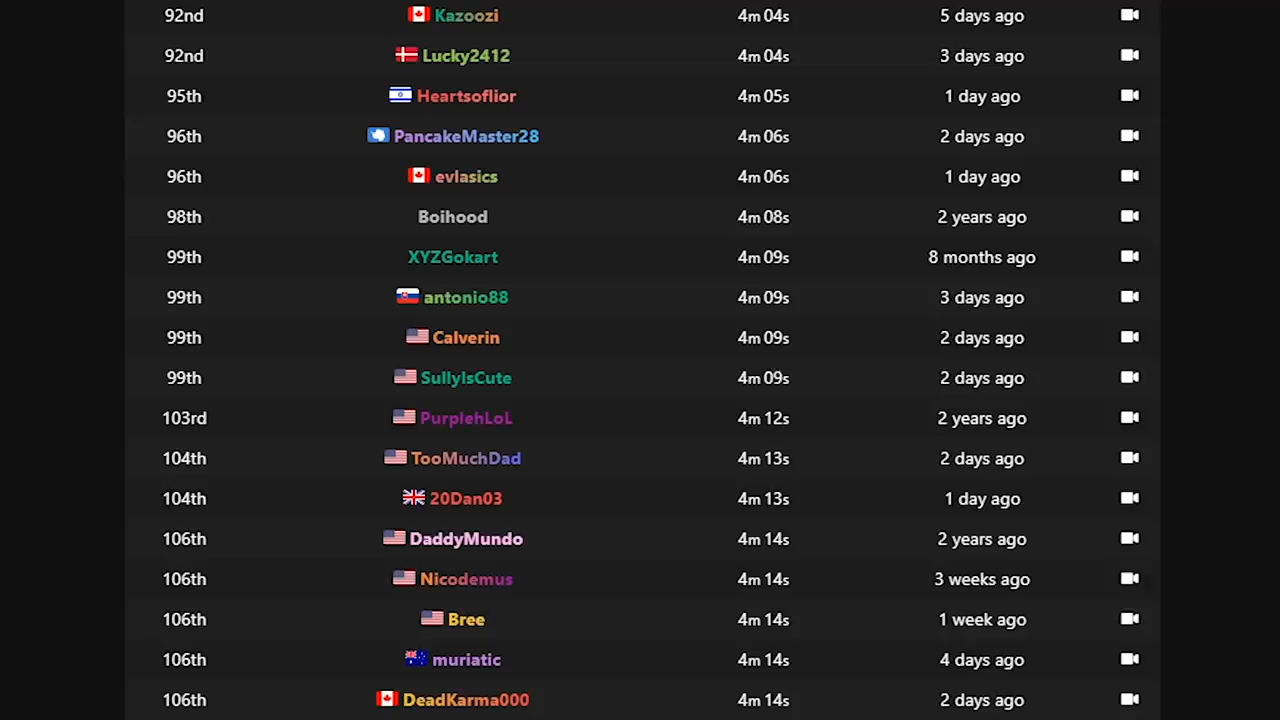 92nd Kazoozi 4m 04s 5 days ago
92nd Lucky2412 4m 04s 3 days ago
95th Heartsoflior 4m 05s 1 day ago
96th PancakeMaster28 4m 06s 2 days ago
96th evlasics 4m 06s 1 day ago
98th Boihood 4m 08s 2 years ago
99th XYZGokart 4m 09s 8 months ago
99th antonio88 4m 09s 3 days ago
99th Calverin 4m 09s 2 days ago
99th SullyIsCute 4m 09s 2 days ago
103rd PurplehLoL 4m 12s 2 years ago
104th TooMuchDad 4m 13s 2 days ago
104th 20Dan03 4m 13s 1 day ago
106th DaddyMundo 4m 14s 2 years ago
106th Nicodemus 4m 14s 3 weeks ago
106th Bree 4m 14s 1 week ago
106th muriatic 4m 14s 4 days ago
106th DeadKarma000 4m 14s 2 days ago